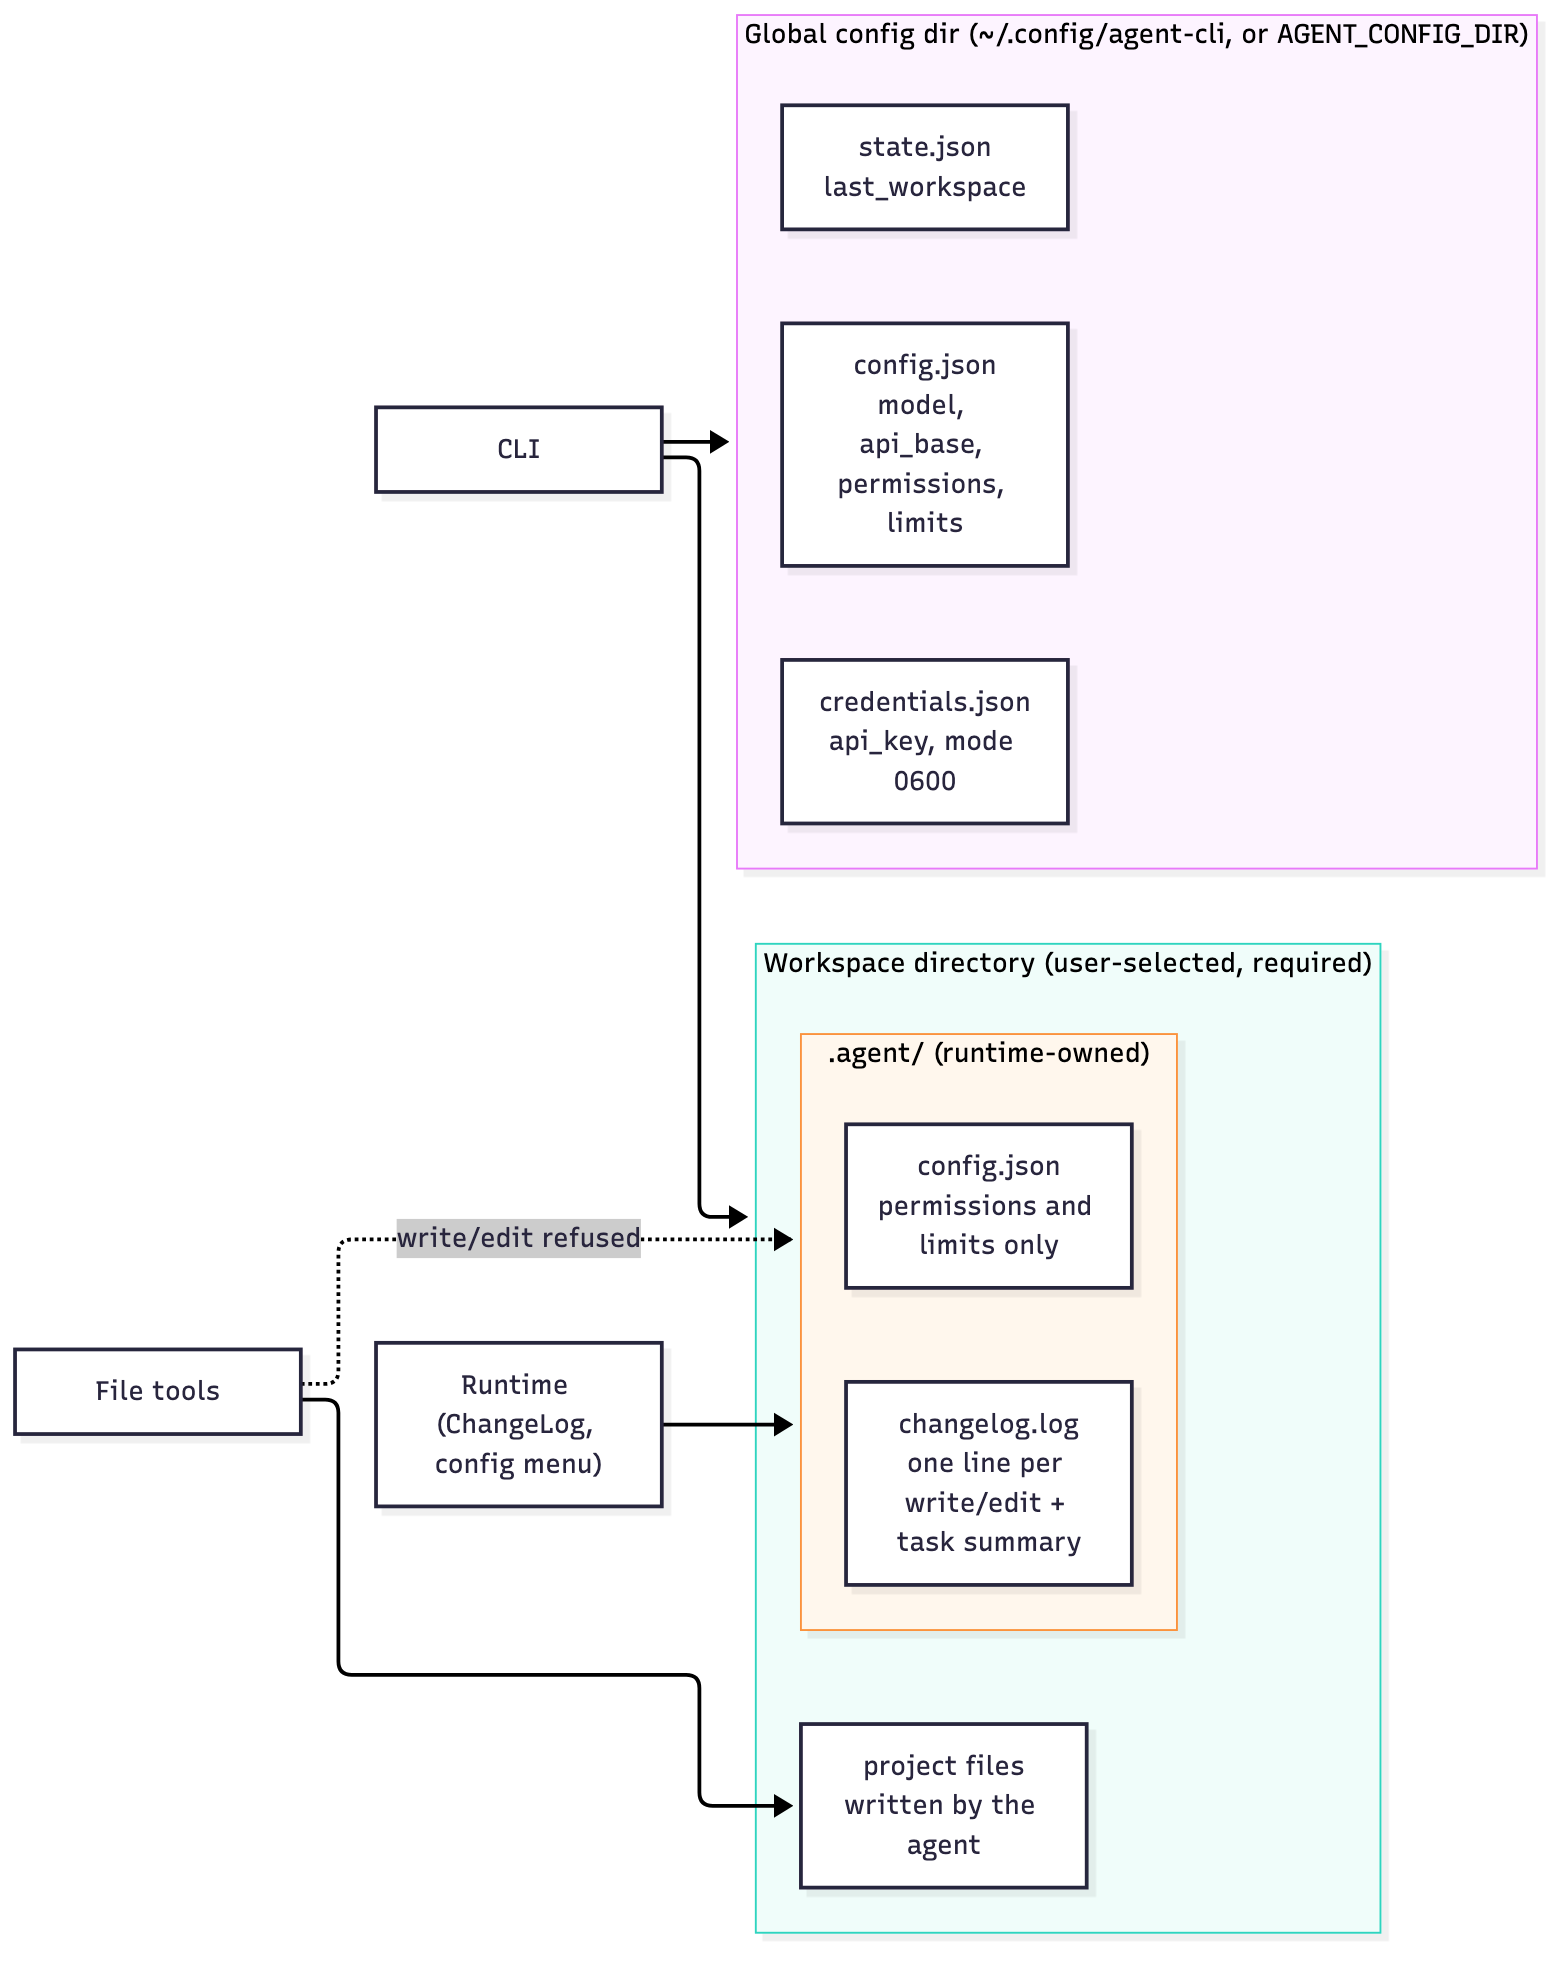 Global config dir (~/.config/agent-cli, or AGENT_CONFIG_DIR)
state.json
last_workspace
config.json
model,
api_base,
permissions,
limits
CLI
credentials.json
api_key, mode
0600
Workspace directory (user-selected, required)
.agent/ (runtime-owned)
config.json
permissions and
limits only
write/edit refused
File tools
Runtime
(ChangeLog,
config menu)
changelog.log
one line per
write/edit +
task summary
project files
written by the
agent